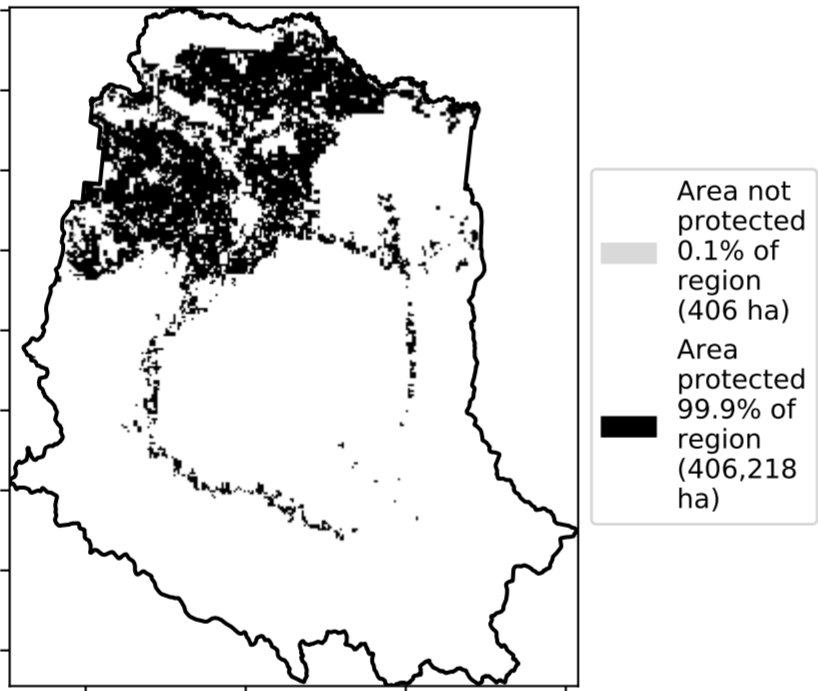 Area not
protected
0.1% of
region
(406 ha)
Area
protected
99.9% of
region
(406,218
ha)